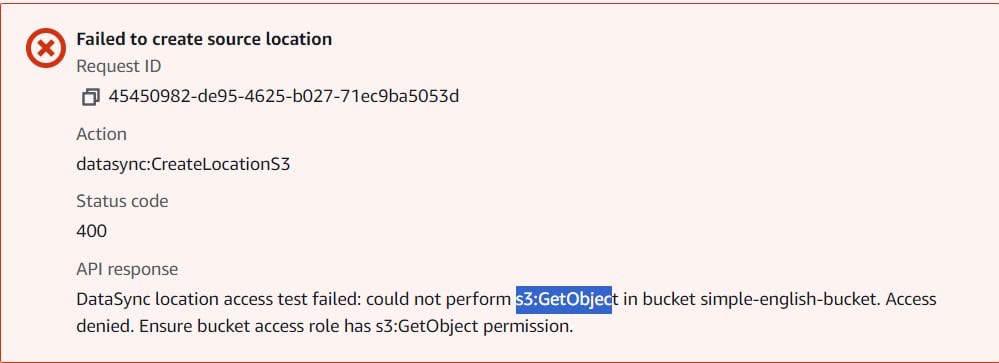 Failed to create source location
Request ID
45450982-de95-4625-b027-71ec9ba5053d
Action
datasync:CreateLocationS3
Status code
400
API response
DataSync location access test failed: could not perform s3:GetObject in bucket simple-english-bucket. Access
denied. Ensure bucket access role has s3:GetObject permission.